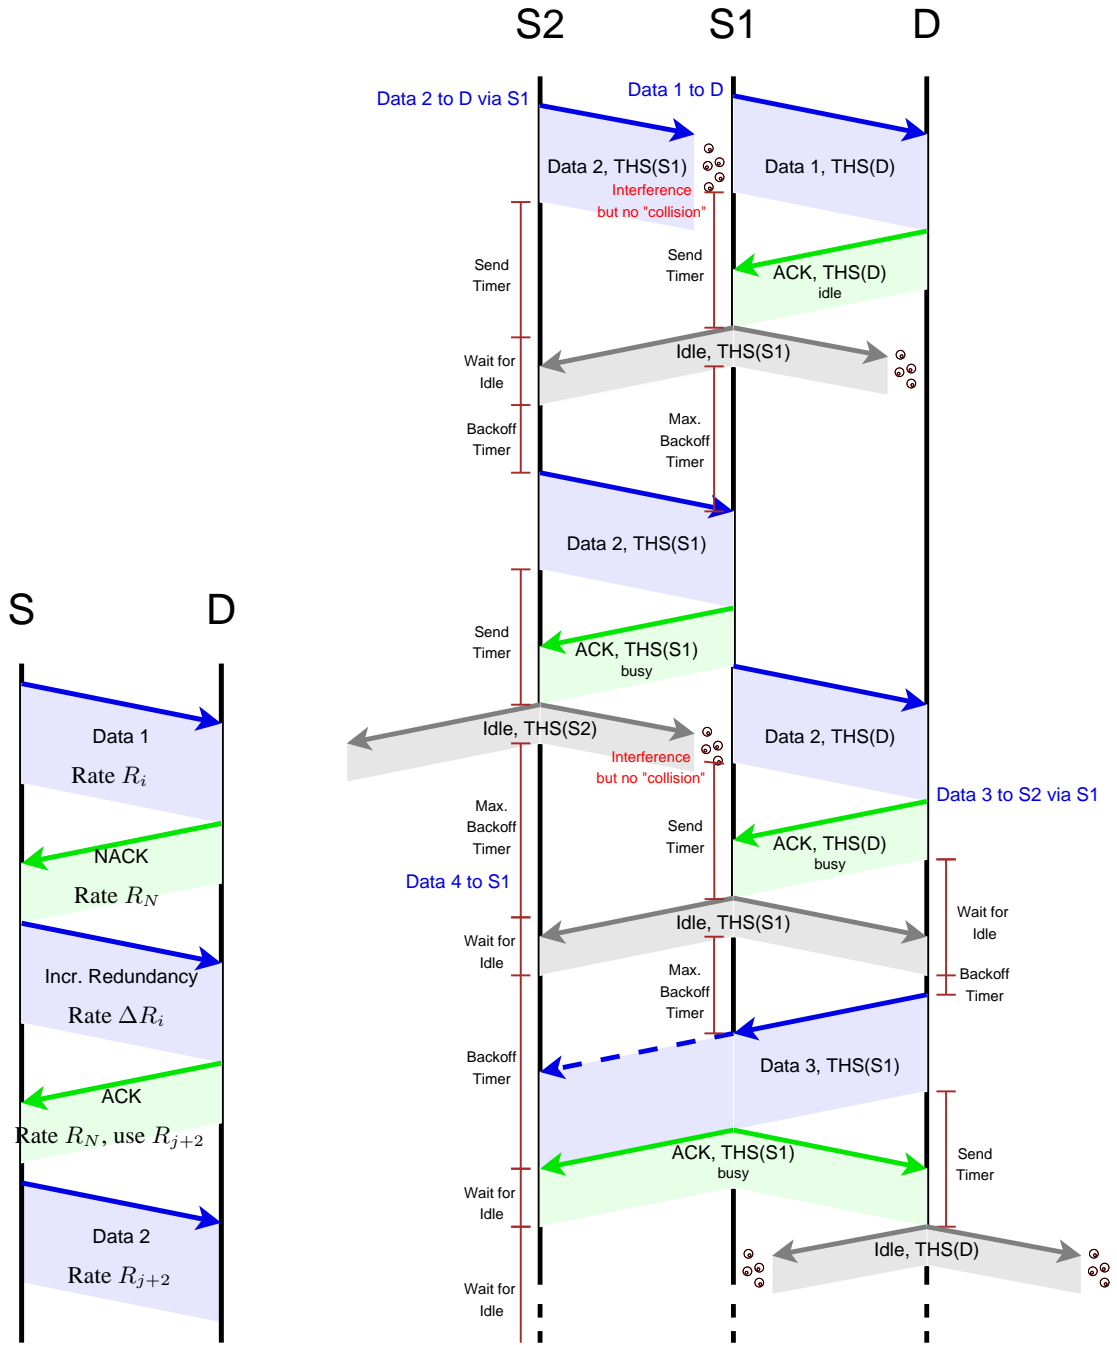 S2 S1 D
Data 2 to D via S1
Data 1 to D
Data 2, THS(S1)
Data 1, THS(D)
Interference
but no "collision"
Send
Timer
Send
Timer
ACK, THS(D)
idle
Idle, THS(S1)
Wait for
Idle
Backoff
Timer
Max.
Backoff
Timer
Data 2, THS(S1)
Send
Timer
ACK, THS(S1)
busy
Idle, THS(S2)
Data 2, THS(D)
Interference
but no "collision"
Data 3 to S2 via S1
Max.
Backoff
Timer
Send
Timer
ACK, THS(D)
busy
Data 4 to S1
Idle, THS(S1)
Wait for
Idle
Wait for
Idle
Max.
Backoff
Timer
Backoff
Timer
Backoff
Timer
Data 3, THS(S1)
ACK, THS(S1)
busy
Send
Timer
Wait for
Idle
Idle, THS(D)
Wait for
Idle
S D
Data 1
Rate R_i
NACK
Rate R_N
Incr. Redundancy
Rate ΔR_i
ACK
Rate R_N, use R_{j+2}
Data 2
Rate R_{j+2}